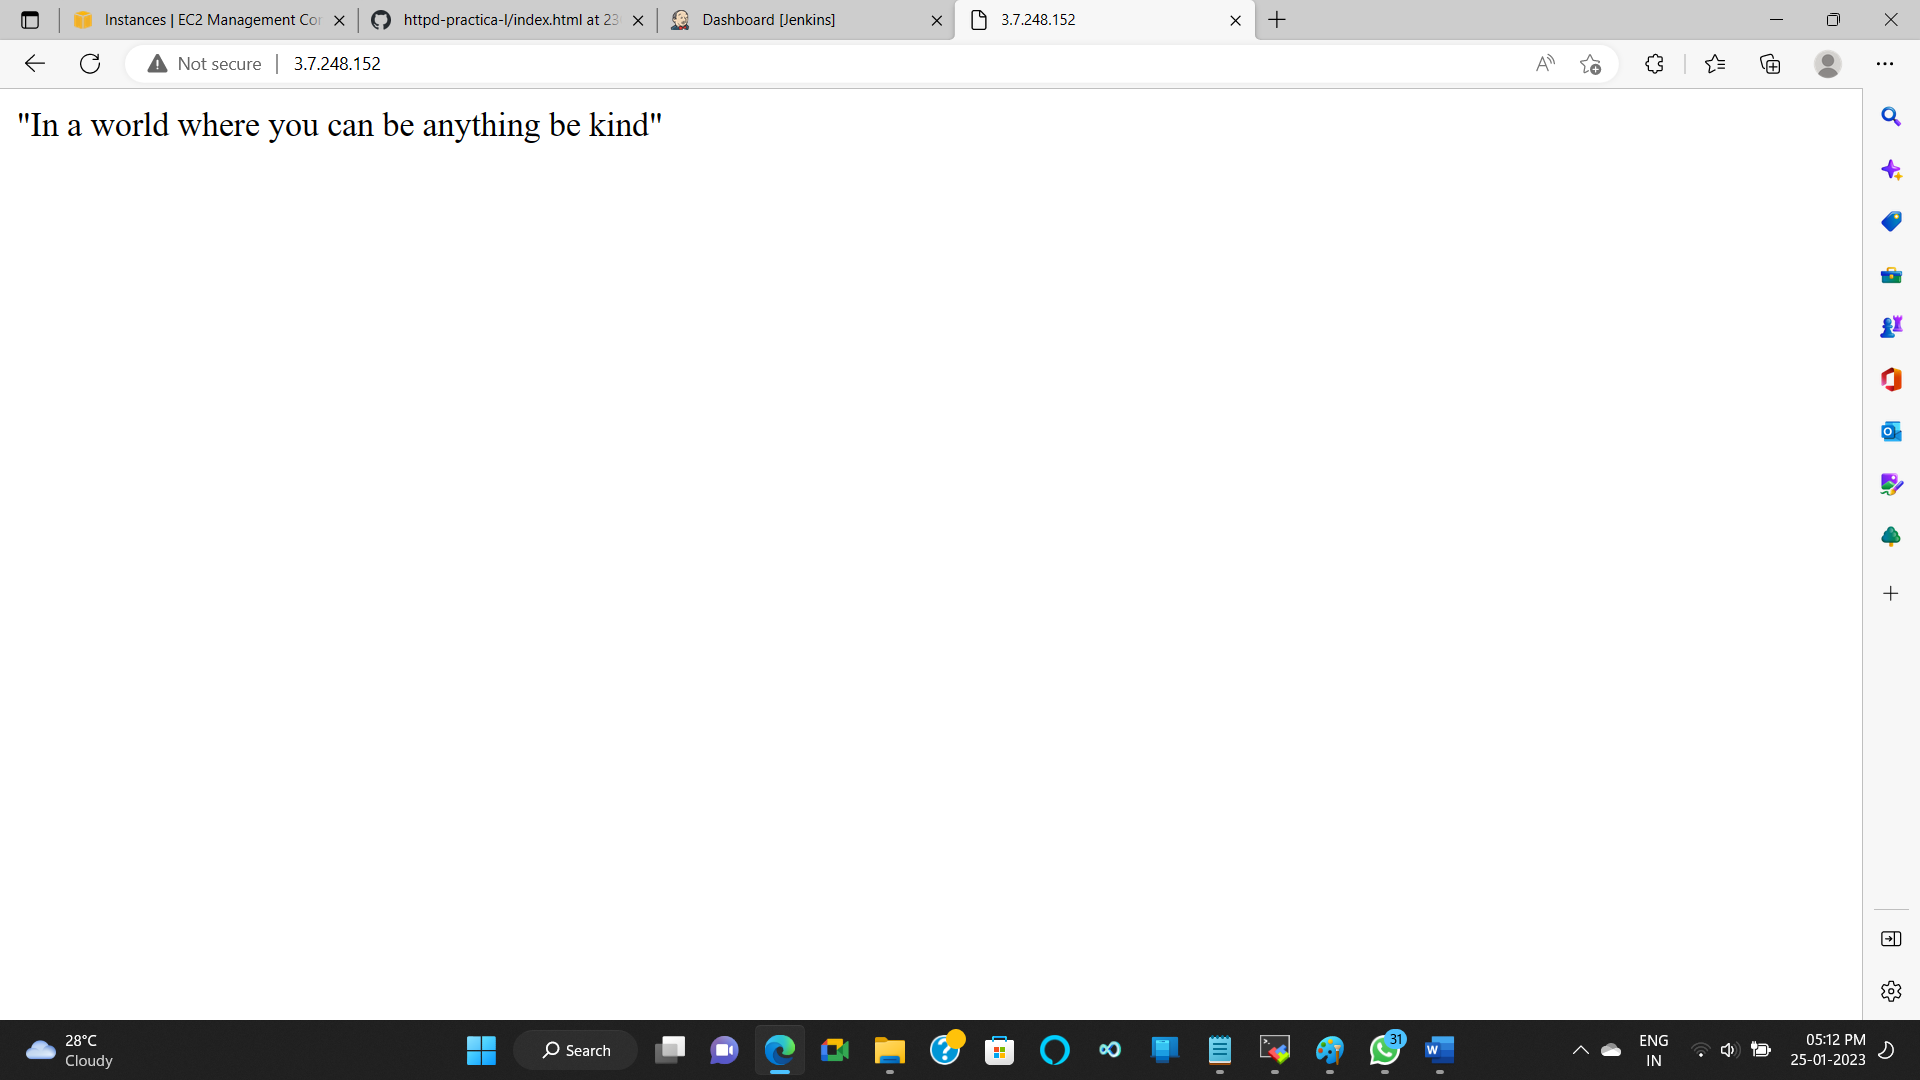 Instances | EC2 Management Con
httpd-practica-l/index.html at 23
Dashboard [Jenkins]
3.7.248.152
Not secure
3.7.248.152
"In a world where you can be anything be kind"
28°C
Cloudy
Search
31
ENG
IN
05:12 PM
25-01-2023